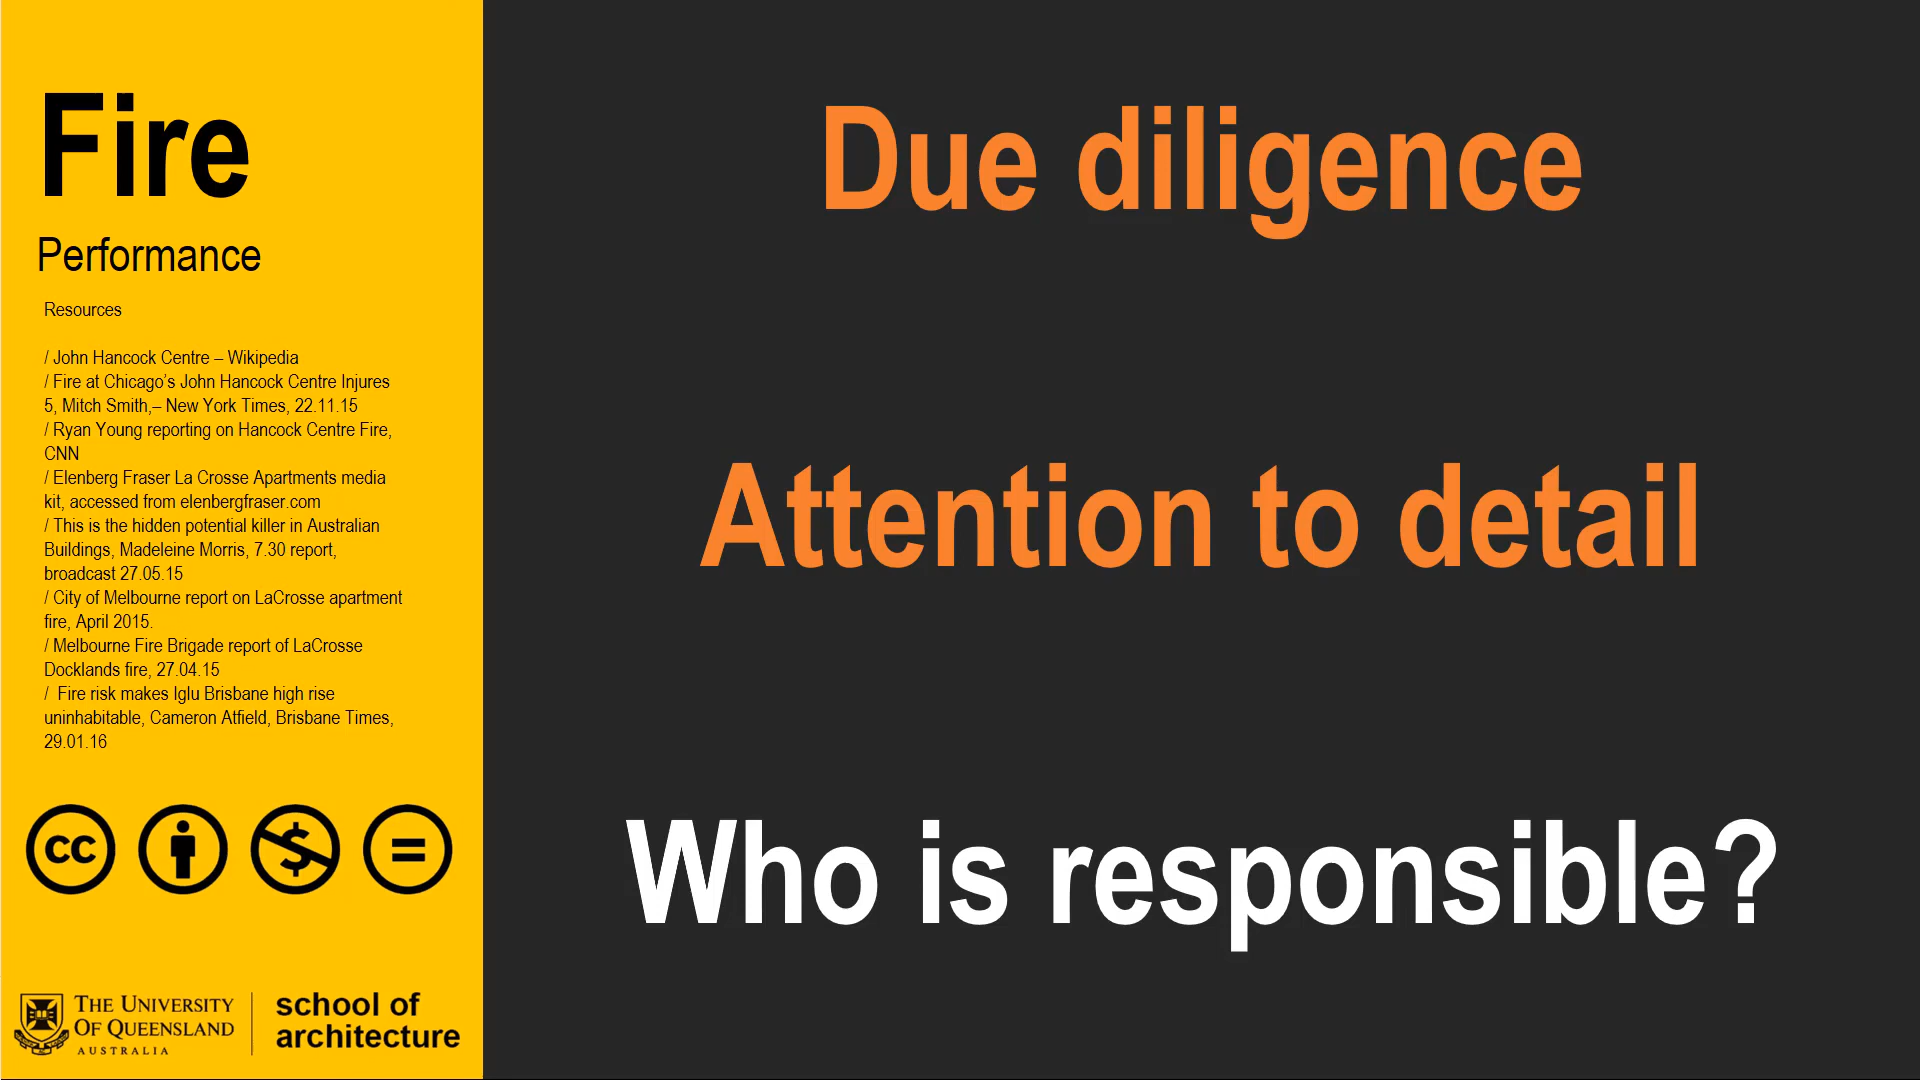 Fire
Performance
Resources
/ John Hancock Centre – Wikipedia
/ Fire at Chicago’s John Hancock Centre Injures
5, Mitch Smith,– New York Times, 22.11.15
/ Ryan Young reporting on Hancock Centre Fire,
CNN
/ Elenberg Fraser La Crosse Apartments media
kit, accessed from elenbergfraser.com
/ This is the hidden potential killer in Australian
Buildings, Madeleine Morris, 7.30 report,
broadcast 27.05.15
/ City of Melbourne report on LaCrosse apartment
fire, April 2015.
/ Melbourne Fire Brigade report of LaCrosse
Docklands fire, 27.04.15
/  Fire risk makes Iglu Brisbane high rise
uninhabitable, Cameron Atfield, Brisbane Times,
29.01.16
cc
THE UNIVERSITY
OF QUEENSLAND
AUSTRALIA
school of
architecture
Due diligence
Attention to detail
Who is responsible?